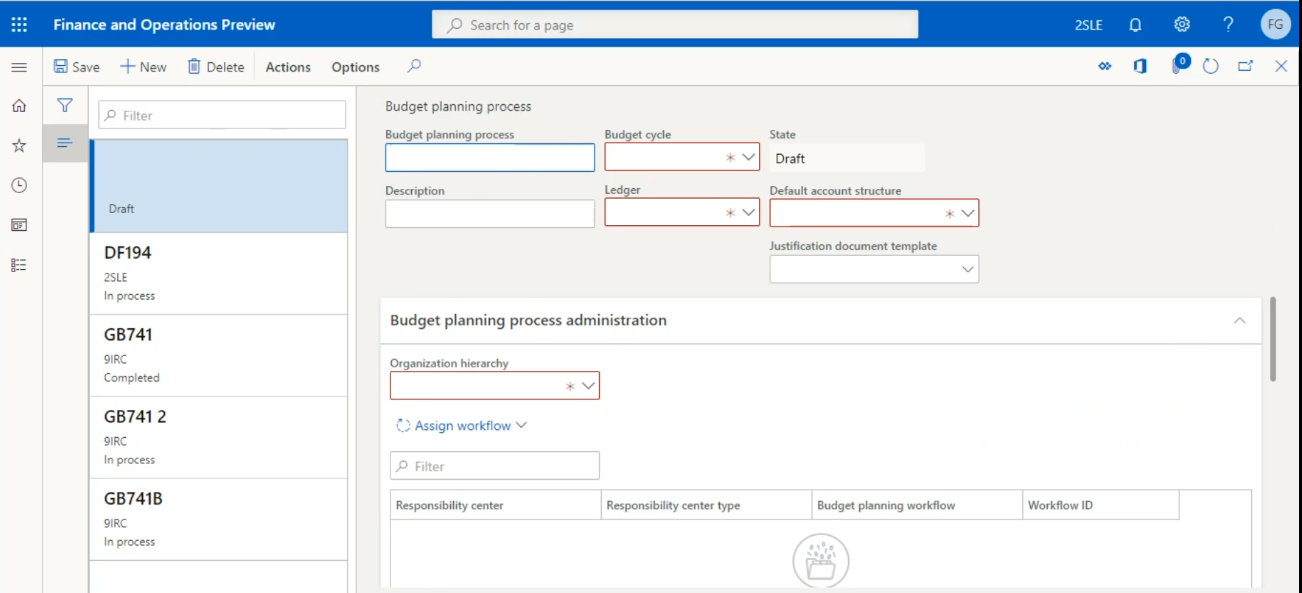 Finance and Operations Preview
Search for a page
2SLE
?
FG
Save
New
Delete
Actions
Options
0
Filter
Draft
DF194
2SLE
In process
GB741
9IRC
Completed
GB741 2
9IRC
In process
GB741B
9IRC
In process
Budget planning process
Budget planning process
Budget cycle
State
*
Draft
Description
Ledger
Default account structure
*
*
Justification document template
Budget planning process administration
Organization hierarchy
*
Assign workflow
Filter
Responsibility center
Responsibility center type
Budget planning workflow
Workflow ID